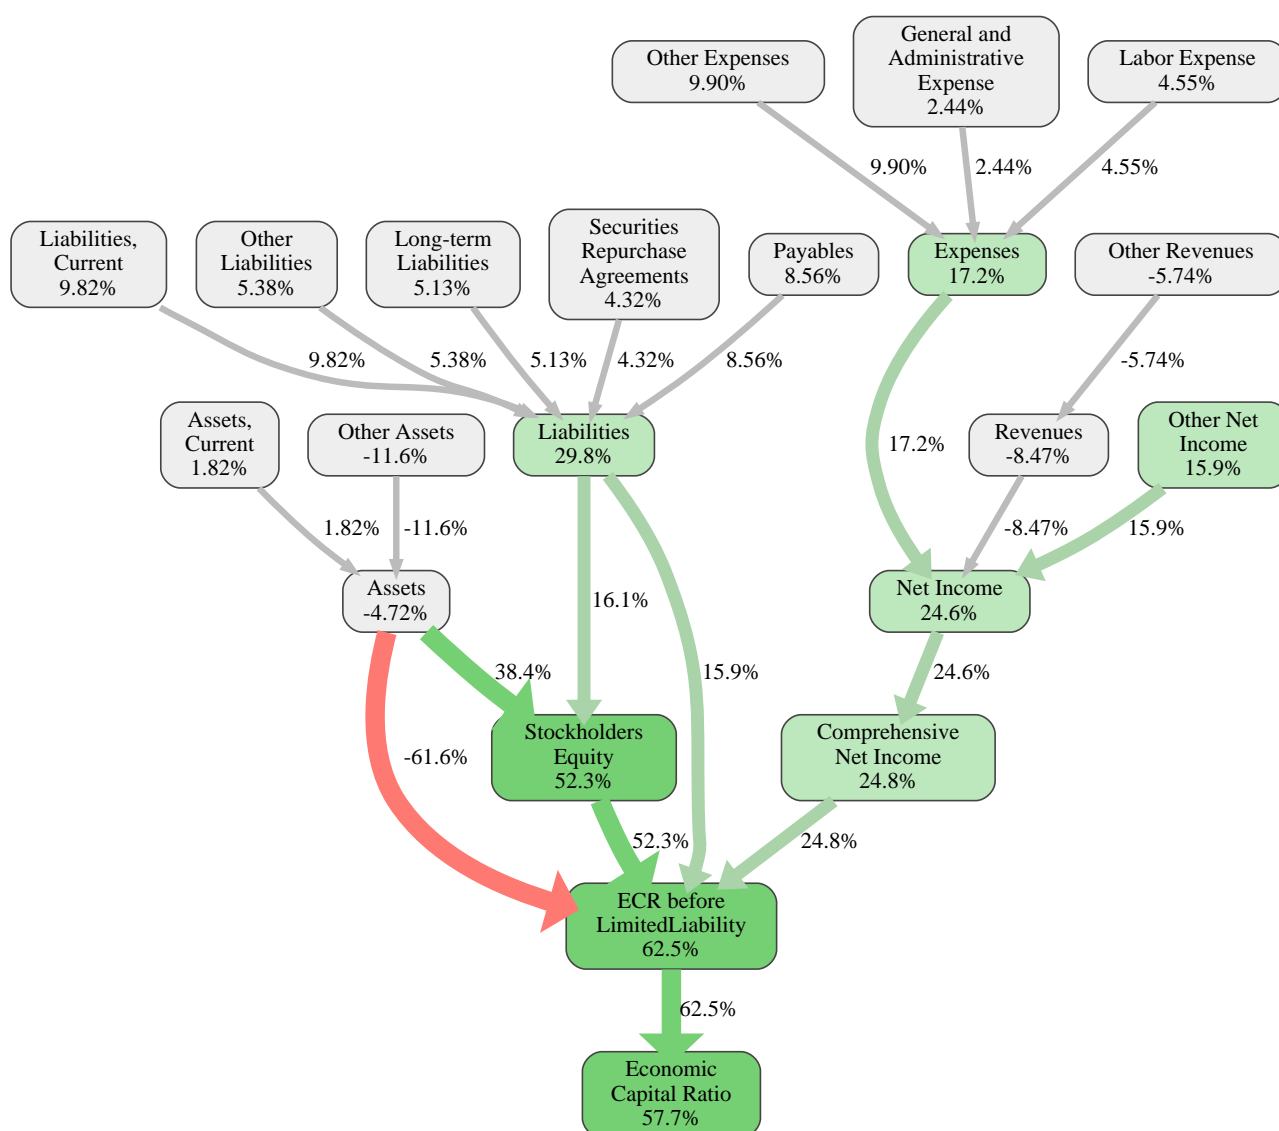 General and
Administrative
Expense
2.44%
Other Expenses
9.90%
Labor Expense
4.55%
9.90%
2.44%
4.55%
Liabilities,
Current
9.82%
Other
Liabilities
5.38%
Long-term
Liabilities
5.13%
Securities
Repurchase
Agreements
4.32%
Payables
8.56%
Expenses
17.2%
Other Revenues
-5.74%
9.82%
5.38%
5.13%
4.32%
8.56%
-5.74%
Assets,
Current
1.82%
Other Assets
-11.6%
Liabilities
29.8%
17.2%
Revenues
-8.47%
Other Net
Income
15.9%
1.82%
-11.6%
-8.47%
15.9%
Assets
-4.72%
16.1%
Net Income
24.6%
38.4%
15.9%
24.6%
-61.6%
Stockholders
Equity
52.3%
Comprehensive
Net Income
24.8%
52.3%
24.8%
ECR before
LimitedLiability
62.5%
62.5%
Economic
Capital Ratio
57.7%